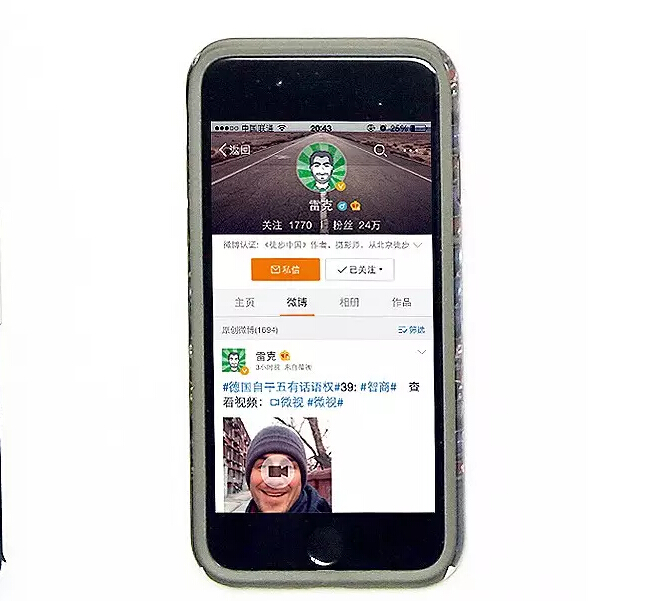 中国联通 20:43 25%
返回
雷克
关注 1770 | 粉丝 24万
微博认证:《徒步中国》作者、摄影师,从北京徒步
私信 已关注
主页 微博 相册 作品
原创微博(1694) 筛选
雷克
3小时前 来自微视
#德国自干五有话语权#39: #智商# 查
看视频: 微视 #微视#